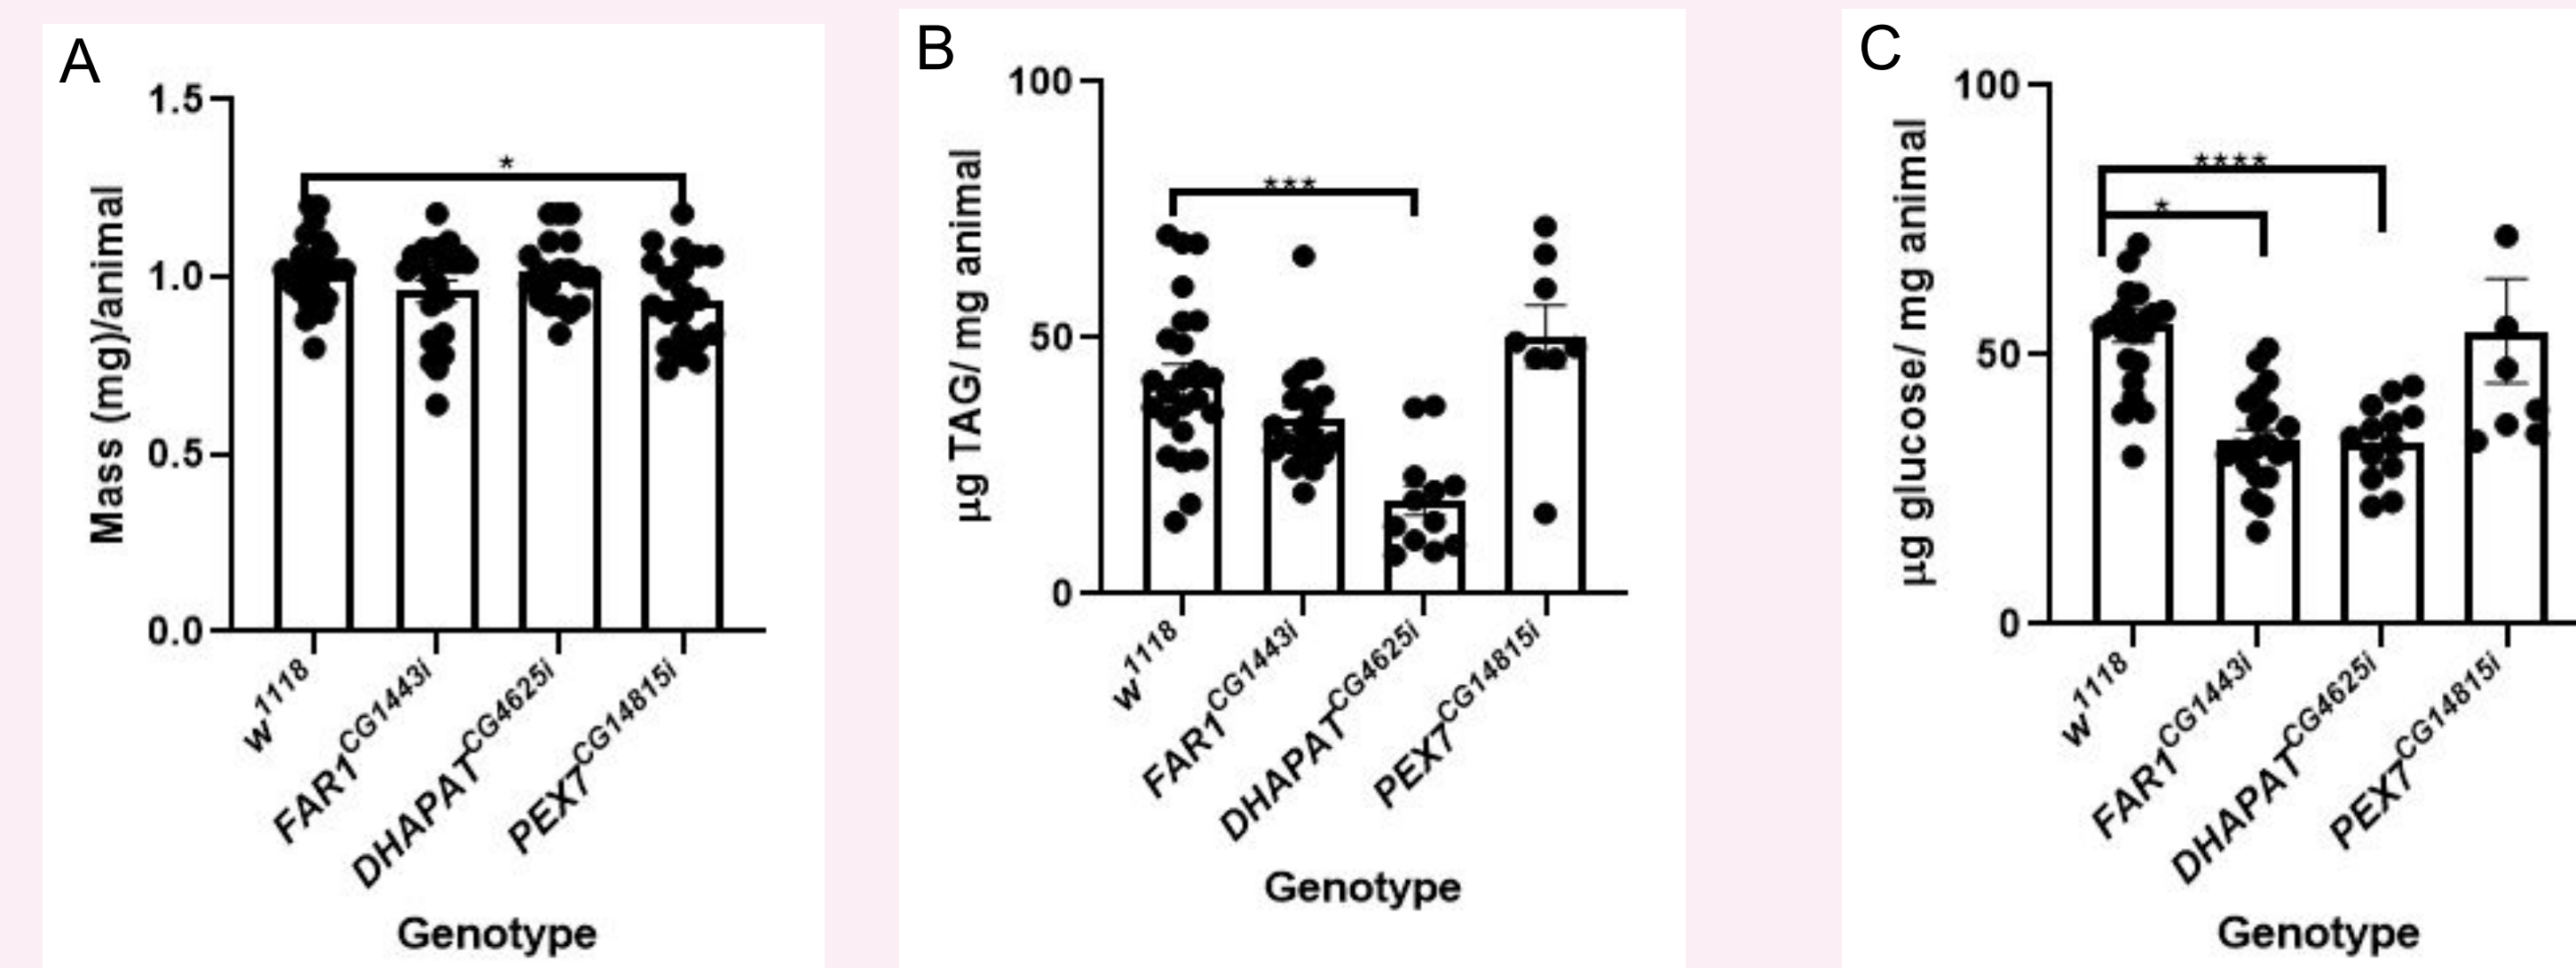 A
Mass (mg)/animal
1.5
1.0
0.5
0.0
*
w1118
FAR1CG1443i
DHAPATCG4625i
PEX7CG14815i
Genotype
B
µg TAG/ mg animal
100
50
0
***
w1118
FAR1CG1443i
DHAPATCG4625i
PEX7CG14815i
Genotype
C
µg glucose/ mg animal
100
50
0
****
*
w1118
FAR1CG1443i
DHAPATCG4625i
PEX7CG14815i
Genotype